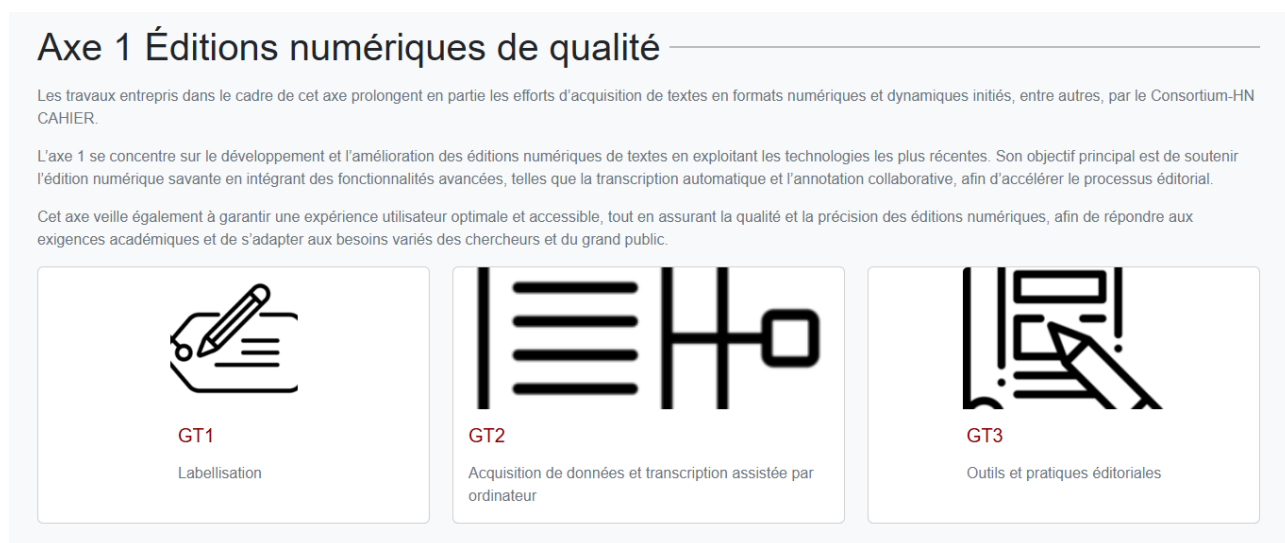 Axe 1 Éditions numériques de qualité
Les travaux entrepris dans le cadre de cet axe prolongent en partie les efforts d’acquisition de textes en formats numériques et dynamiques initiés, entre autres, par le Consortium-HN
CAHIER.
L’axe 1 se concentre sur le développement et l’amélioration des éditions numériques de textes en exploitant les technologies les plus récentes. Son objectif principal est de soutenir
l’édition numérique savante en intégrant des fonctionnalités avancées, telles que la transcription automatique et l’annotation collaborative, afin d’accélérer le processus éditorial.
Cet axe veille également à garantir une expérience utilisateur optimale et accessible, tout en assurant la qualité et la précision des éditions numériques, afin de répondre aux
exigences académiques et de s’adapter aux besoins variés des chercheurs et du grand public.
GT1
Labellisation
GT2
Acquisition de données et transcription assistée par
ordinateur
GT3
Outils et pratiques éditoriales